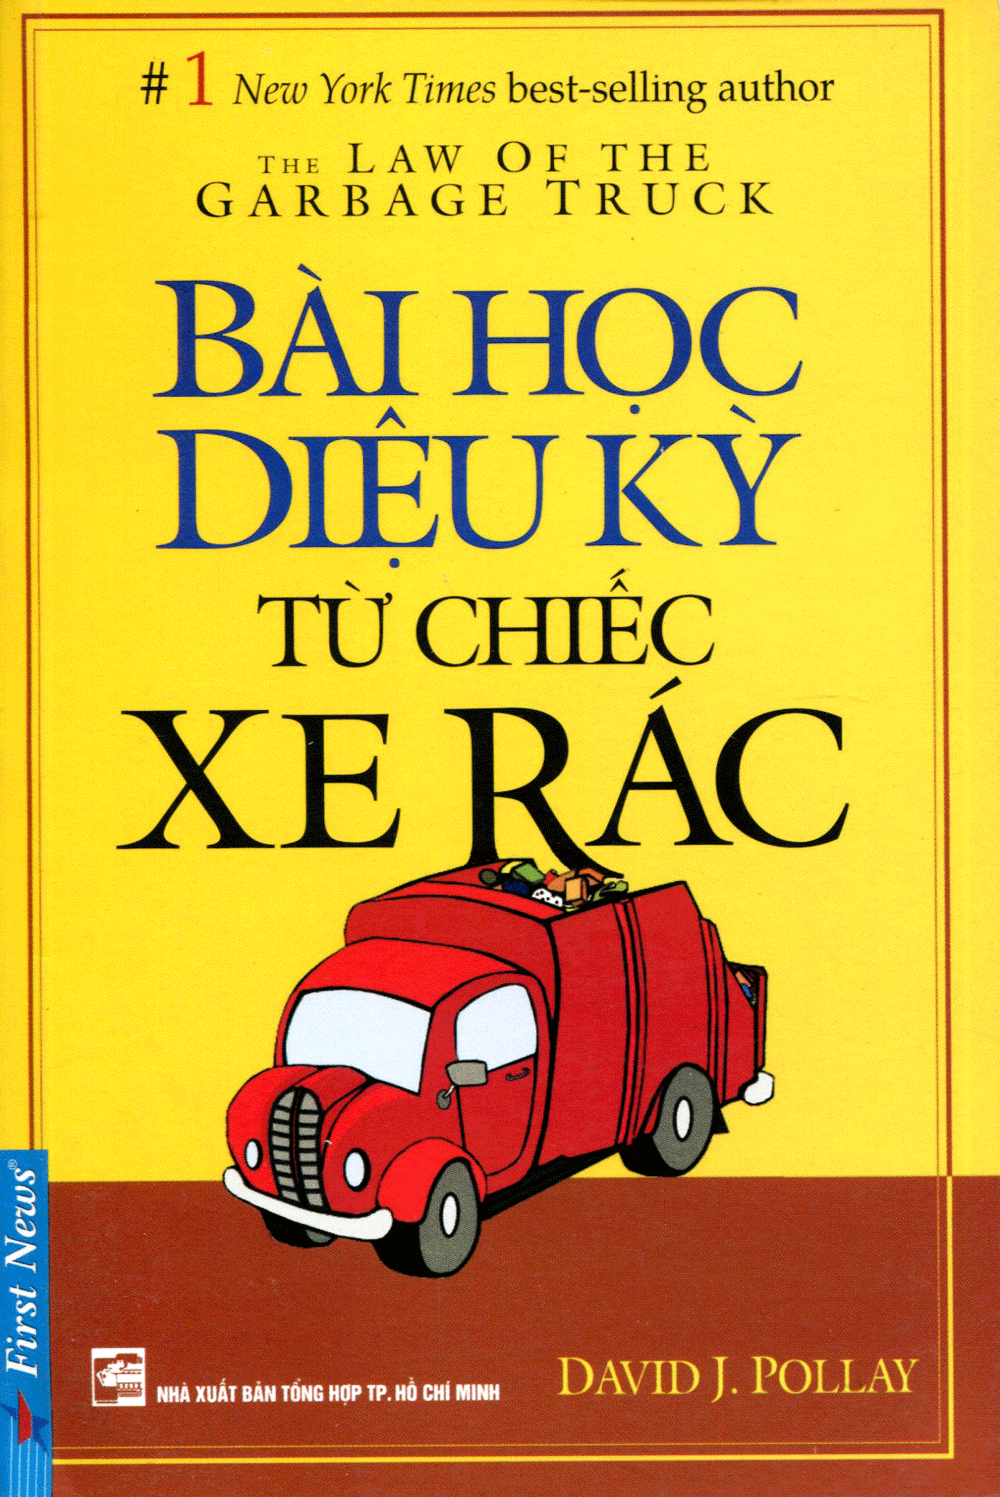 # 1 New York Times best-selling author
THE LAW OF THE
GARBAGE TRUCK
BÀI HỌC
DIỆU KỲ
TỪ CHIẾC
XE RÁC
First News®
NHÀ XUẤT BẢN TỔNG HỢP TP. HỒ CHÍ MINH
DAVID J. POLLAY